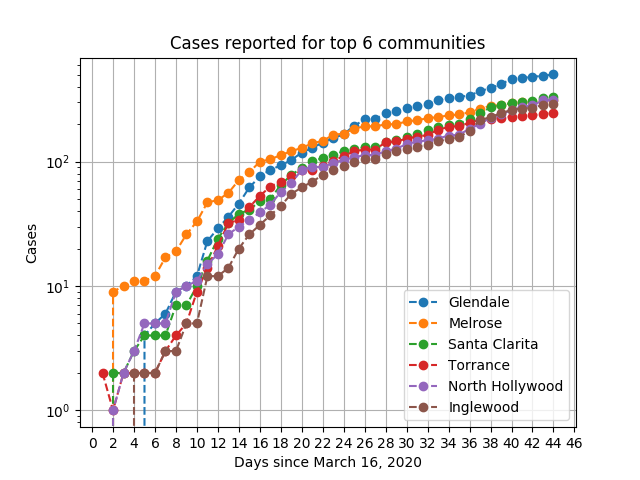 Cases reported for top 6 communities
Cases
10²
10¹
10⁰
Glendale
Melrose
Santa Clarita
Torrance
North Hollywood
Inglewood
0 2 4 6 8 10 12 14 16 18 20 22 24 26 28 30 32 34 36 38 40 42 44 46
Days since March 16, 2020